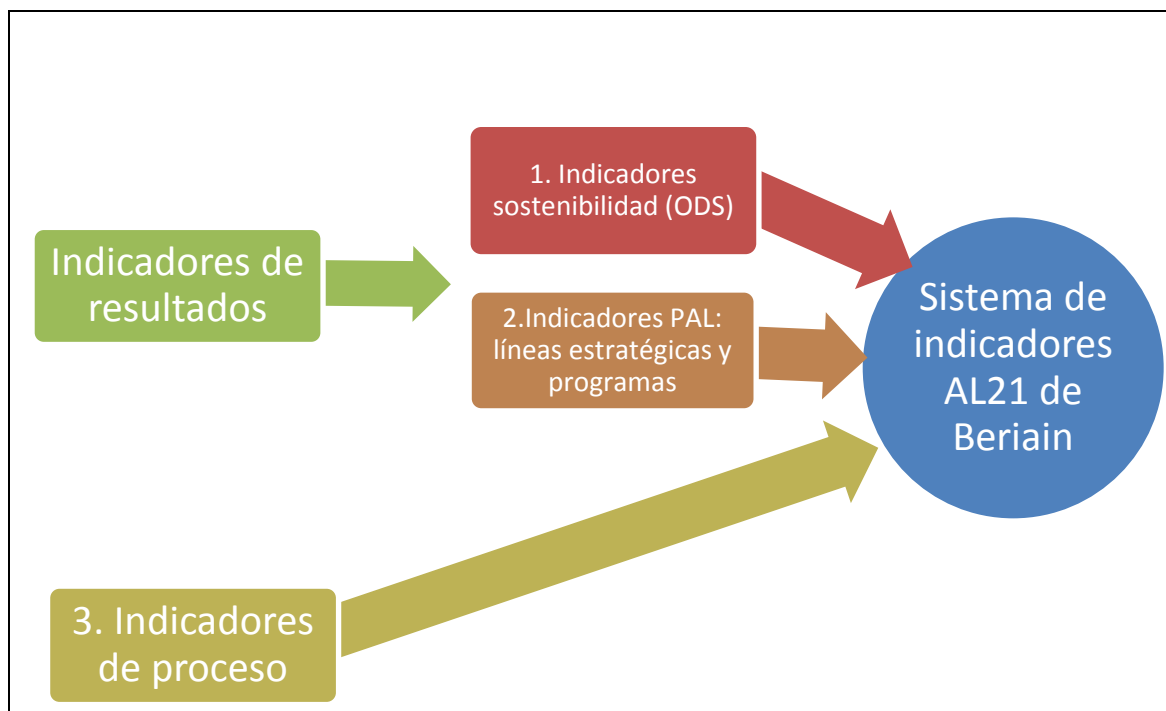 Indicadores de
resultados
1. Indicadores
sostenibilidad (ODS)
2.Indicadores PAL:
líneas estratégicas y
programas
3. Indicadores
de proceso
Sistema de
indicadores
AL21 de
Beriain